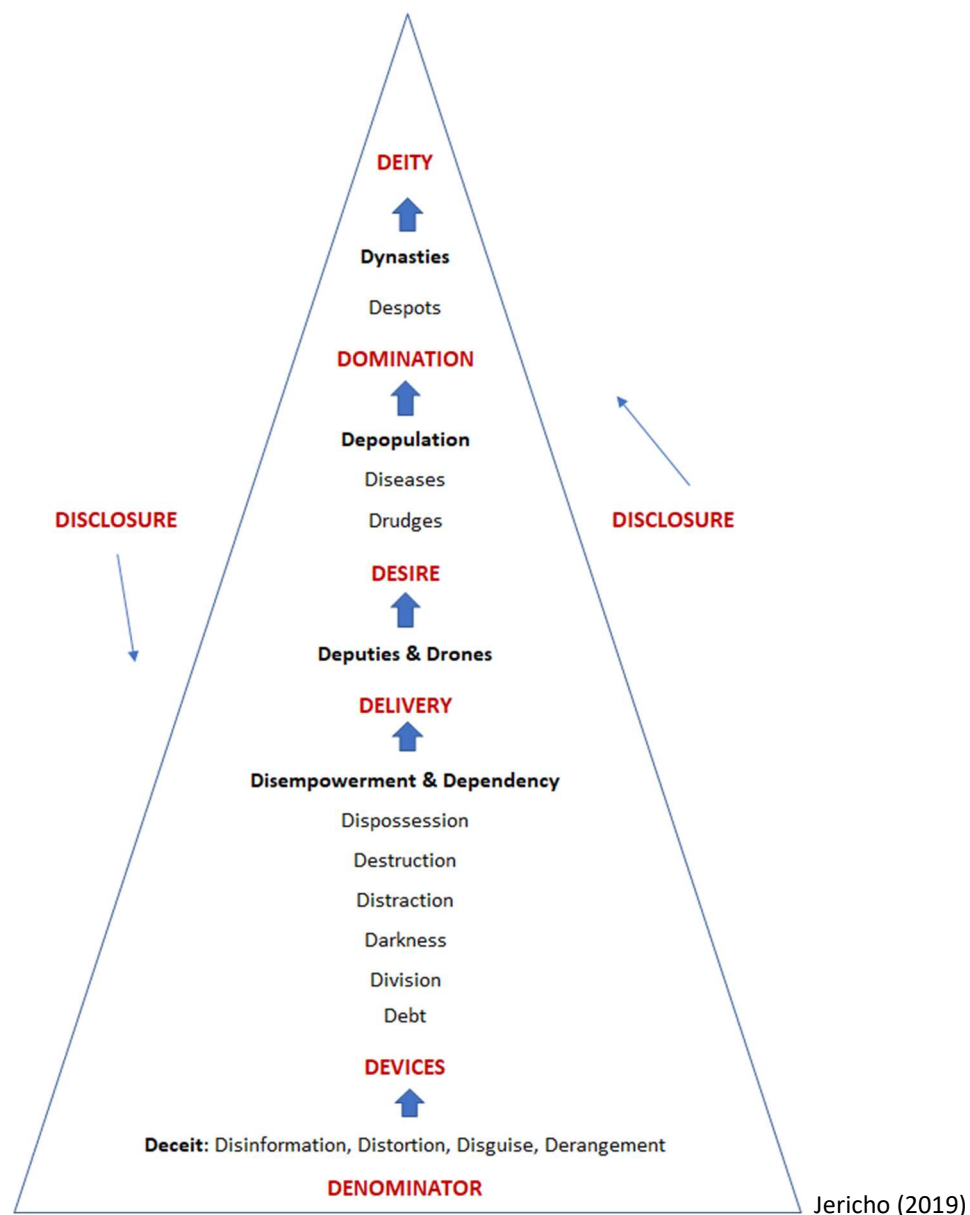 DEITY
Dynasties
Despots
DOMINATION
Depopulation
Diseases
Drudges
DISCLOSURE
DISCLOSURE
DESIRE
Deputies & Drones
DELIVERY
Disempowerment & Dependency
Dispossession
Destruction
Distraction
Darkness
Division
Debt
DEVICES
Deceit: Disinformation, Distortion, Disguise, Derangement
DENOMINATOR
Jericho (2019)